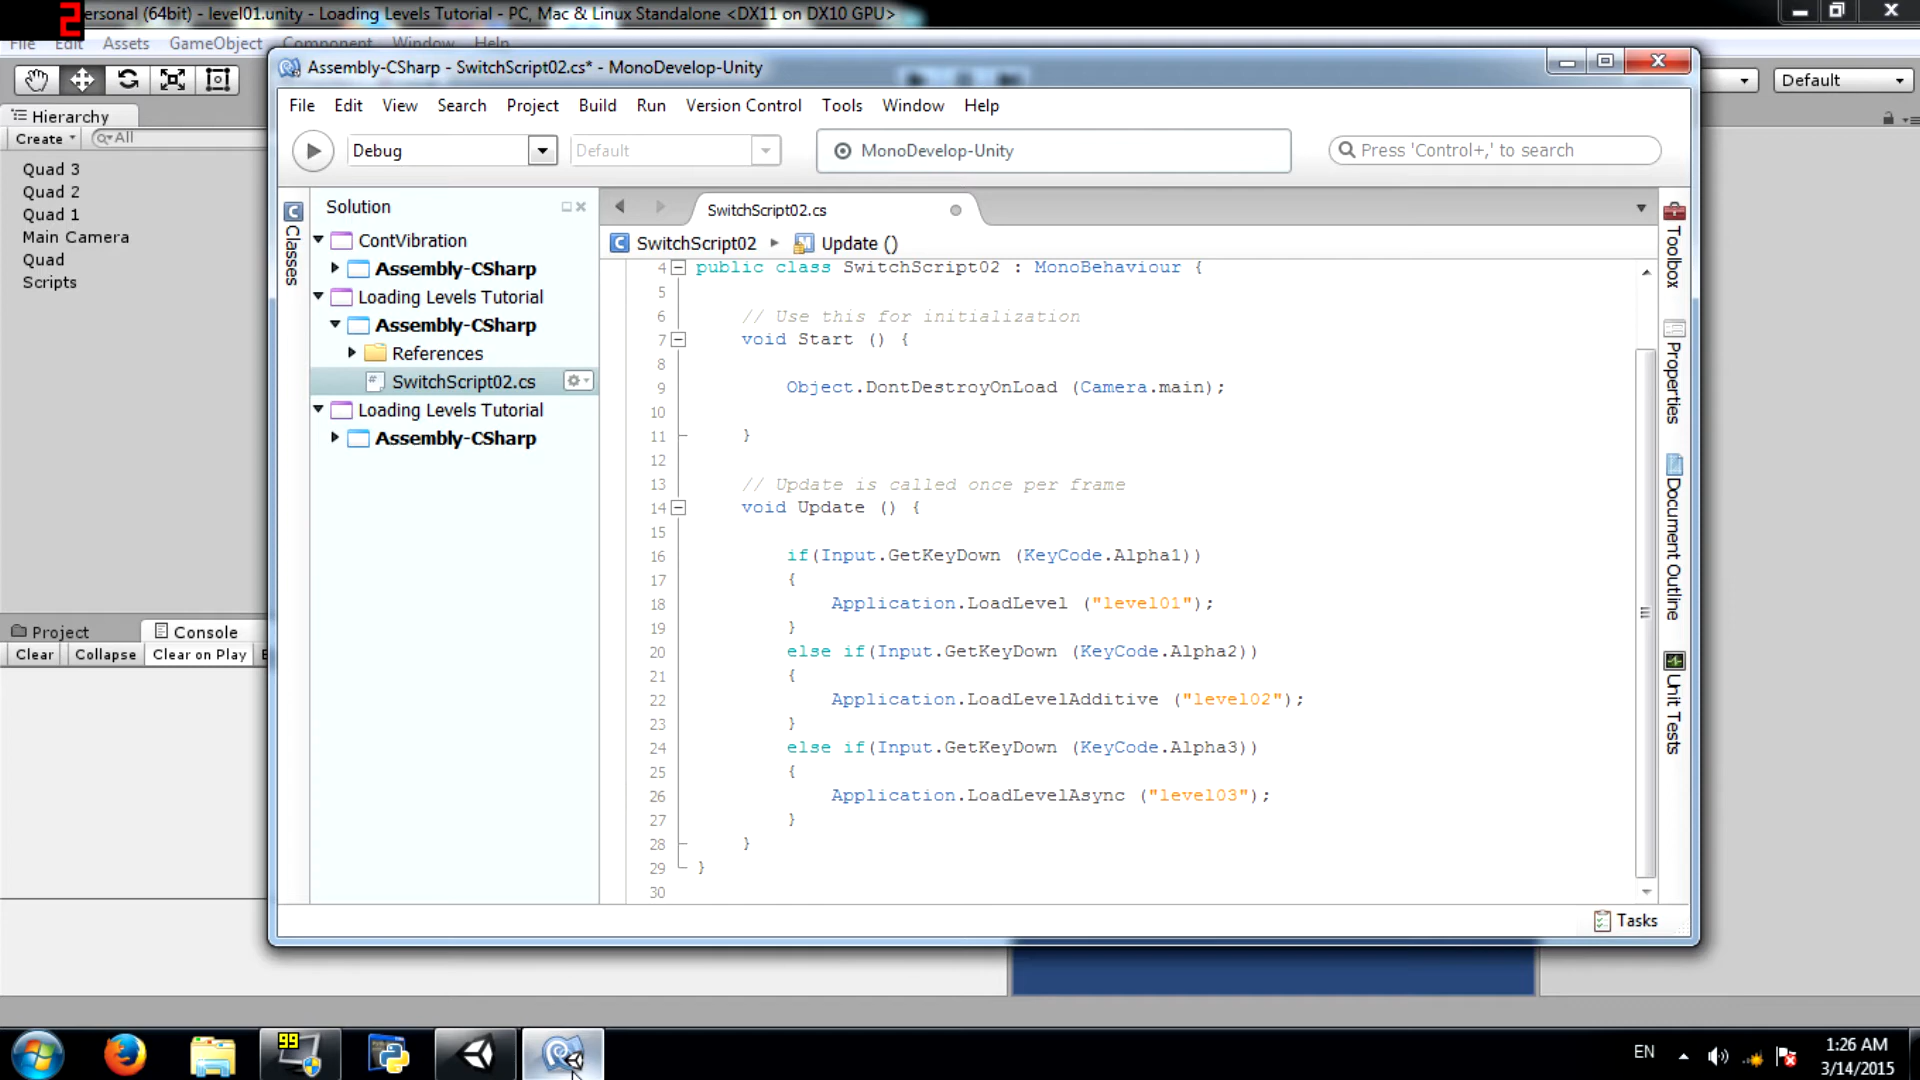 2
ersonal (64bit) - level01.unity - Loading Levels Tutorial - PC, Mac & Linux Standalone <DX11 on DX10 GPU>
File Edit Assets GameObject Component Window Help
Default
Hierarchy
Create All
Quad 3
Quad 2
Quad 1
Main Camera
Quad
Scripts
Project Console
Clear Collapse Clear on Play E
Assembly-CSharp - SwitchScript02.cs* - MonoDevelop-Unity
File Edit View Search Project Build Run Version Control Tools Window Help
Debug Default MonoDevelop-Unity Press 'Control+,' to search
Classes
Solution
ContVibration
Assembly-CSharp
Loading Levels Tutorial
Assembly-CSharp
References
SwitchScript02.cs
Loading Levels Tutorial
Assembly-CSharp
SwitchScript02.cs
SwitchScript02 Update ()
4 public class SwitchScript02 : MonoBehaviour {
5
6 // Use this for initialization
7 void Start () {
8
9 Object.DontDestroyOnLoad (Camera.main);
10
11 }
12
13 // Update is called once per frame
14 void Update () {
15
16 if(Input.GetKeyDown (KeyCode.Alpha1))
17 {
18 Application.LoadLevel ("level01");
19 }
20 else if(Input.GetKeyDown (KeyCode.Alpha2))
21 {
22 Application.LoadLevelAdditive ("level02");
23 }
24 else if(Input.GetKeyDown (KeyCode.Alpha3))
25 {
26 Application.LoadLevelAsync ("level03");
27 }
28 }
29 }
30
Toolbox
Properties
Document Outline
Unit Tests
Tasks
99
EN
1:26 AM
3/14/2015